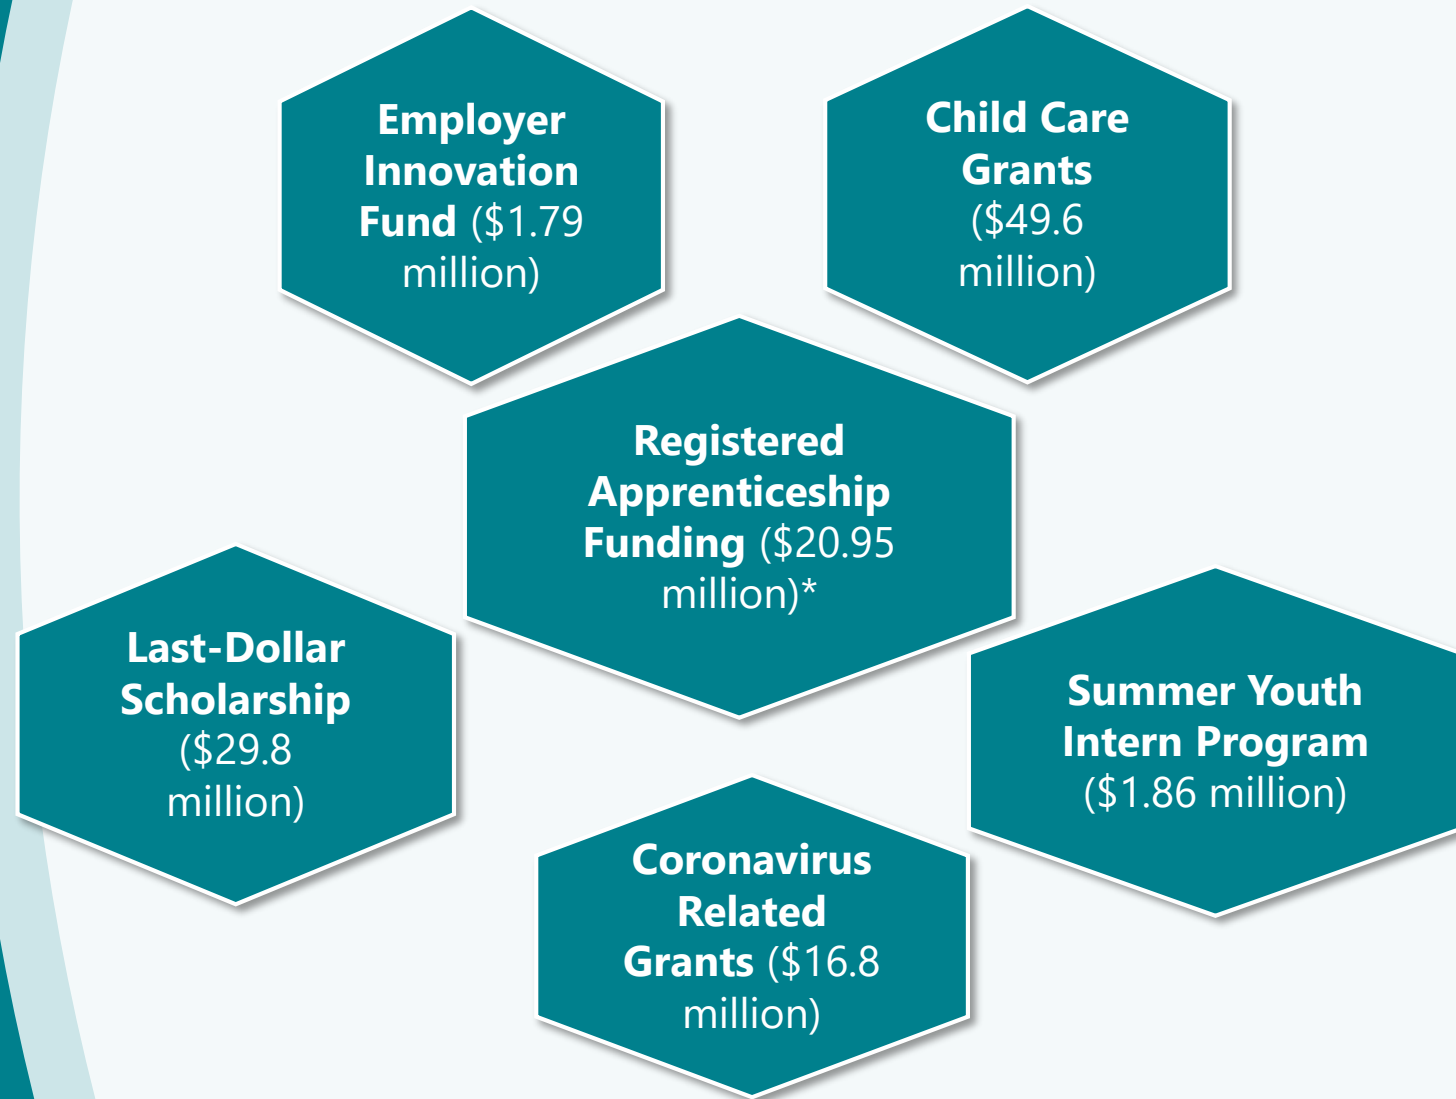 Employer
Innovation
Fund ($1.79
million)
Child Care
Grants
($49.6
million)
Registered
Apprenticeship
Funding ($20.95
million)*
Last-Dollar
Scholarship
($29.8
million)
Summer Youth
Intern Program
($1.86 million)
Coronavirus
Related
Grants ($16.8
million)